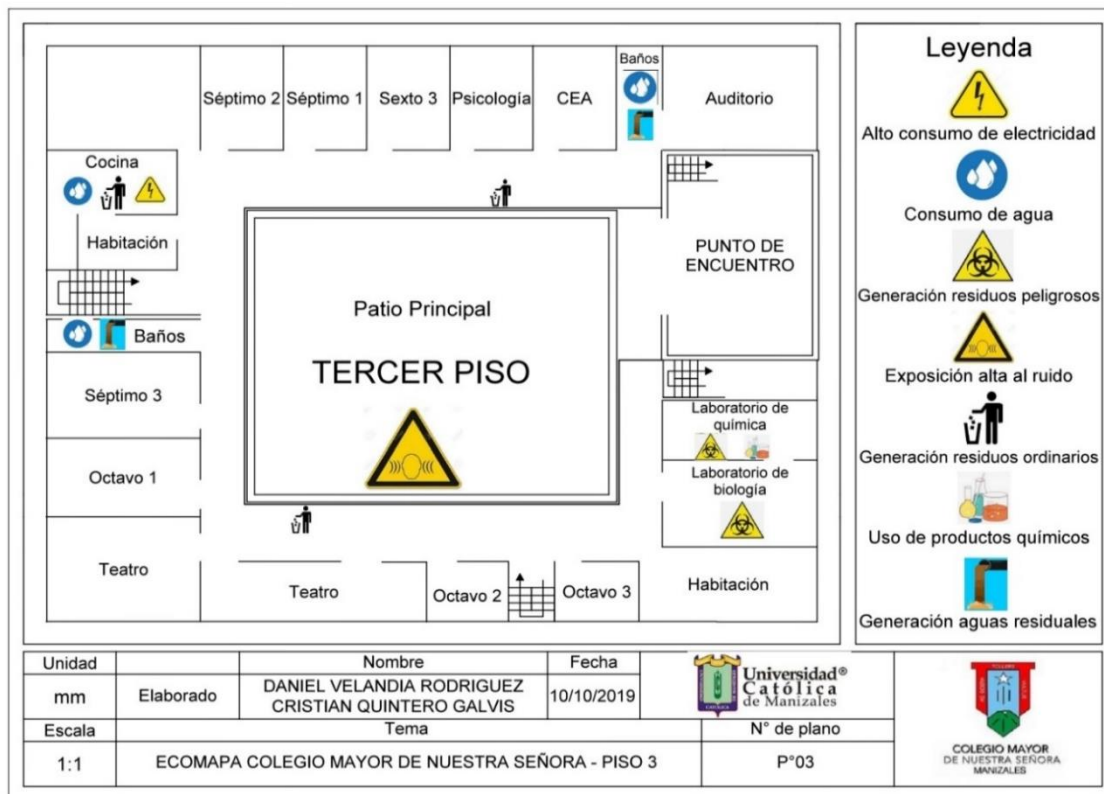 Séptimo 2
Séptimo 1
Sexto 3
Psicología
CEA
Baños
Auditorio
Cocina
Habitación
PUNTO DE
ENCUENTRO
Patio Principal
TERCER PISO
Baños
Séptimo 3
Octavo 1
Teatro
Laboratorio de
química
Laboratorio de
biología
Teatro
Octavo 2
Octavo 3
Habitación
Leyenda
Alto consumo de electricidad
Consumo de agua
Generación residuos peligrosos
Exposición alta al ruido
Generación residuos ordinarios
Uso de productos químicos
Generación aguas residuales
Unidad
Nombre
Fecha
mm
Elaborado
DANIEL VELANDIA RODRIGUEZ
CRISTIAN QUINTERO GALVIS
10/10/2019
Universidad®
Católica
de Manizales
Escala
Tema
N° de plano
1:1
ECOMAPA COLEGIO MAYOR DE NUESTRA SEÑORA - PISO 3
P°03
COLEGIO MAYOR
DE NUESTRA SEÑORA
MANIZALES